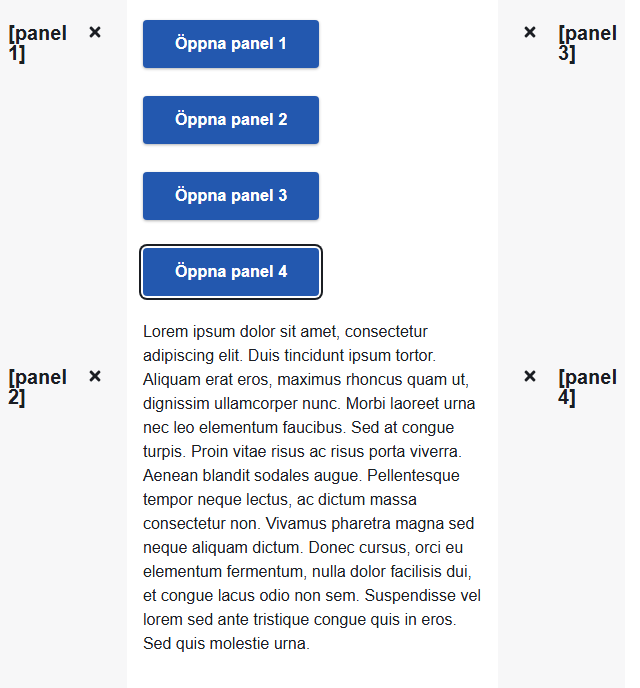 [panel
1]
×
[panel
2]
×
Öppna panel 1
Öppna panel 2
Öppna panel 3
Öppna panel 4
Lorem ipsum dolor sit amet, consectetur
adipiscing elit. Duis tincidunt ipsum tortor.
Aliquam erat eros, maximus rhoncus quam ut,
dignissim ullamcorper nunc. Morbi laoreet urna
nec leo elementum faucibus. Sed at congue
turpis. Proin vitae risus ac risus porta viverra.
Aenean blandit sodales augue. Pellentesque
tempor neque lectus, ac dictum massa
consectetur non. Vivamus pharetra magna sed
neque aliquam dictum. Donec cursus, orci eu
elementum fermentum, nulla dolor facilisis dui,
et congue lacus odio non sem. Suspendisse vel
lorem sed ante tristique congue quis in eros.
Sed quis molestie urna.
×
[panel
3]
×
[panel
4]